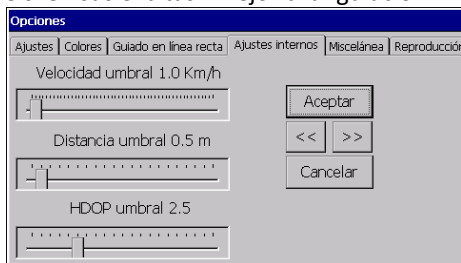 Opciones
Ajustes Colores Guiado en línea recta Ajustes internos Miscelánea Reproducción
Velocidad umbral 1.0 Km/h
Aceptar
Distancia umbral 0.5 m
<< >>
Cancelar
HDOP umbral 2.5